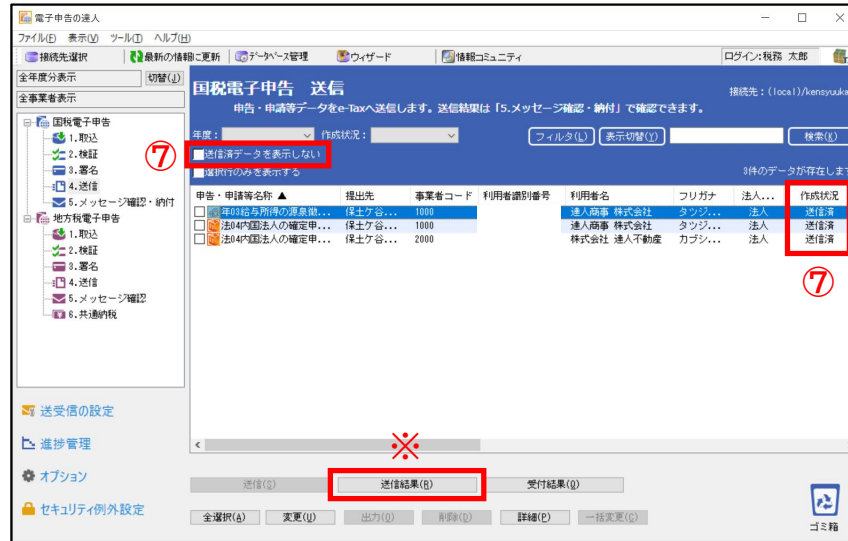 電子申告の達人
ファイル(F) 表示(V) ツール(T) ヘルプ(H)
接続先選択 最新の情報に更新 データベース管理 ウィザード 情報コミュニティ ログイン:税務 太郎
全年度分表示 切替(J)
全事業者表示
国税電子申告
1.取込
2.検証
3.署名
4.送信
5.メッセージ確認・納付
地方税電子申告
1.取込
2.検証
3.署名
4.送信
5.メッセージ確認
6.共通納税
送受信の設定
進捗管理
オプション
セキュリティ例外設定
国税電子申告 送信
接続先:(local)/kensyuuka
申告・申請等データをe-Taxへ送信します。送信結果は「5.メッセージ確認・納付」で確認できます。
年度: 作成状況: フィルタ(L) 表示切替(Y) 検索(K)
⑦ 送信済データを表示しない
選択行のみを表示する 3件のデータが存在します
申告・申請等名称 ▲ 提出先 事業者コード 利用者識別番号 利用者名 フリガナ 法人... 作成状況
年03給与所得の源泉徴... 保土ケ谷... 1000 達人商事 株式会社 タツジ... 法人 送信済
法04内国法人の確定申... 保土ケ谷... 1000 達人商事 株式会社 タツジ... 法人 送信済
法04内国法人の確定申... 保土ケ谷... 2000 株式会社 達人不動産 カブシ... 法人 送信済
⑦
※
送信(S) 送信結果(R) 受付結果(Q)
全選択(A) 変更(U) 出力(O) 削除(D) 詳細(P) 一括変更(C)
ゴミ箱